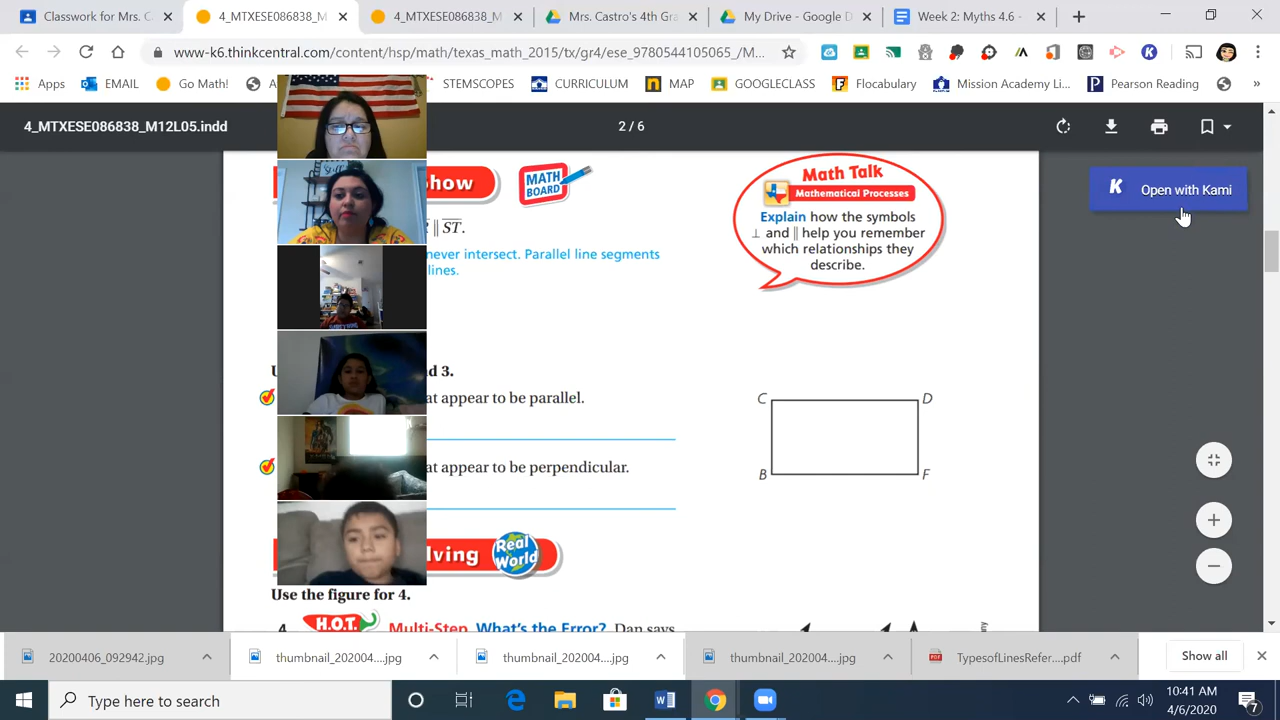 Classwork for Mrs. C
4_MTXESE086838_M
4_MTXESE086838_M
Mrs. Castro's 4th Gra
My Drive - Google D
Week 2: Myths 4.6 -
www-k6.thinkcentral.com/content/hsp/math/texas_math_2015/tx/gr4/ese_9780544105065_/M...
Apps
EMAIL
Go Math!
STEMSCOPES
CURRICULUM
MAP
GOOGLECLASS
Flocabulary
Mission Academy Li...
Pearson Reading
»
4_MTXESE086838_M12L05.indd
2 / 6
how
MATH
BOARD
∥ ST.
never intersect. Parallel line segments
lines.
Math Talk
Mathematical Processes
Explain how the symbols
⊥ and ∥ help you remember
which relationships they
describe.
K Open with Kami
d 3.
at appear to be parallel.
at appear to be perpendicular.
C
D
B
F
lving
Real
World
Use the figure for 4.
4
H.O.T.
Multi-Step What's the Error? Dan says
20200406_092942.jpg
thumbnail_202004....jpg
thumbnail_202004....jpg
thumbnail_202004....jpg
TypesofLinesRefer....pdf
Show all
Type here to search
10:41 AM
4/6/2020
7